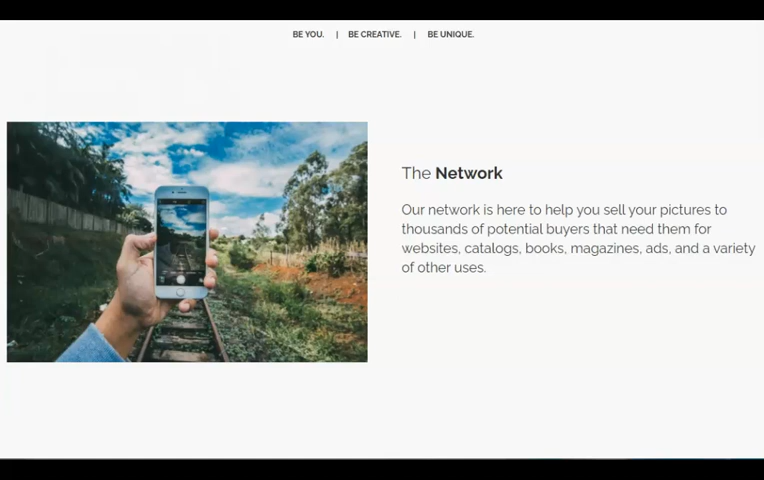 BE YOU. | BE CREATIVE. | BE UNIQUE.
The Network
Our network is here to help you sell your pictures to
thousands of potential buyers that need them for
websites, catalogs, books, magazines, ads, and a variety
of other uses.